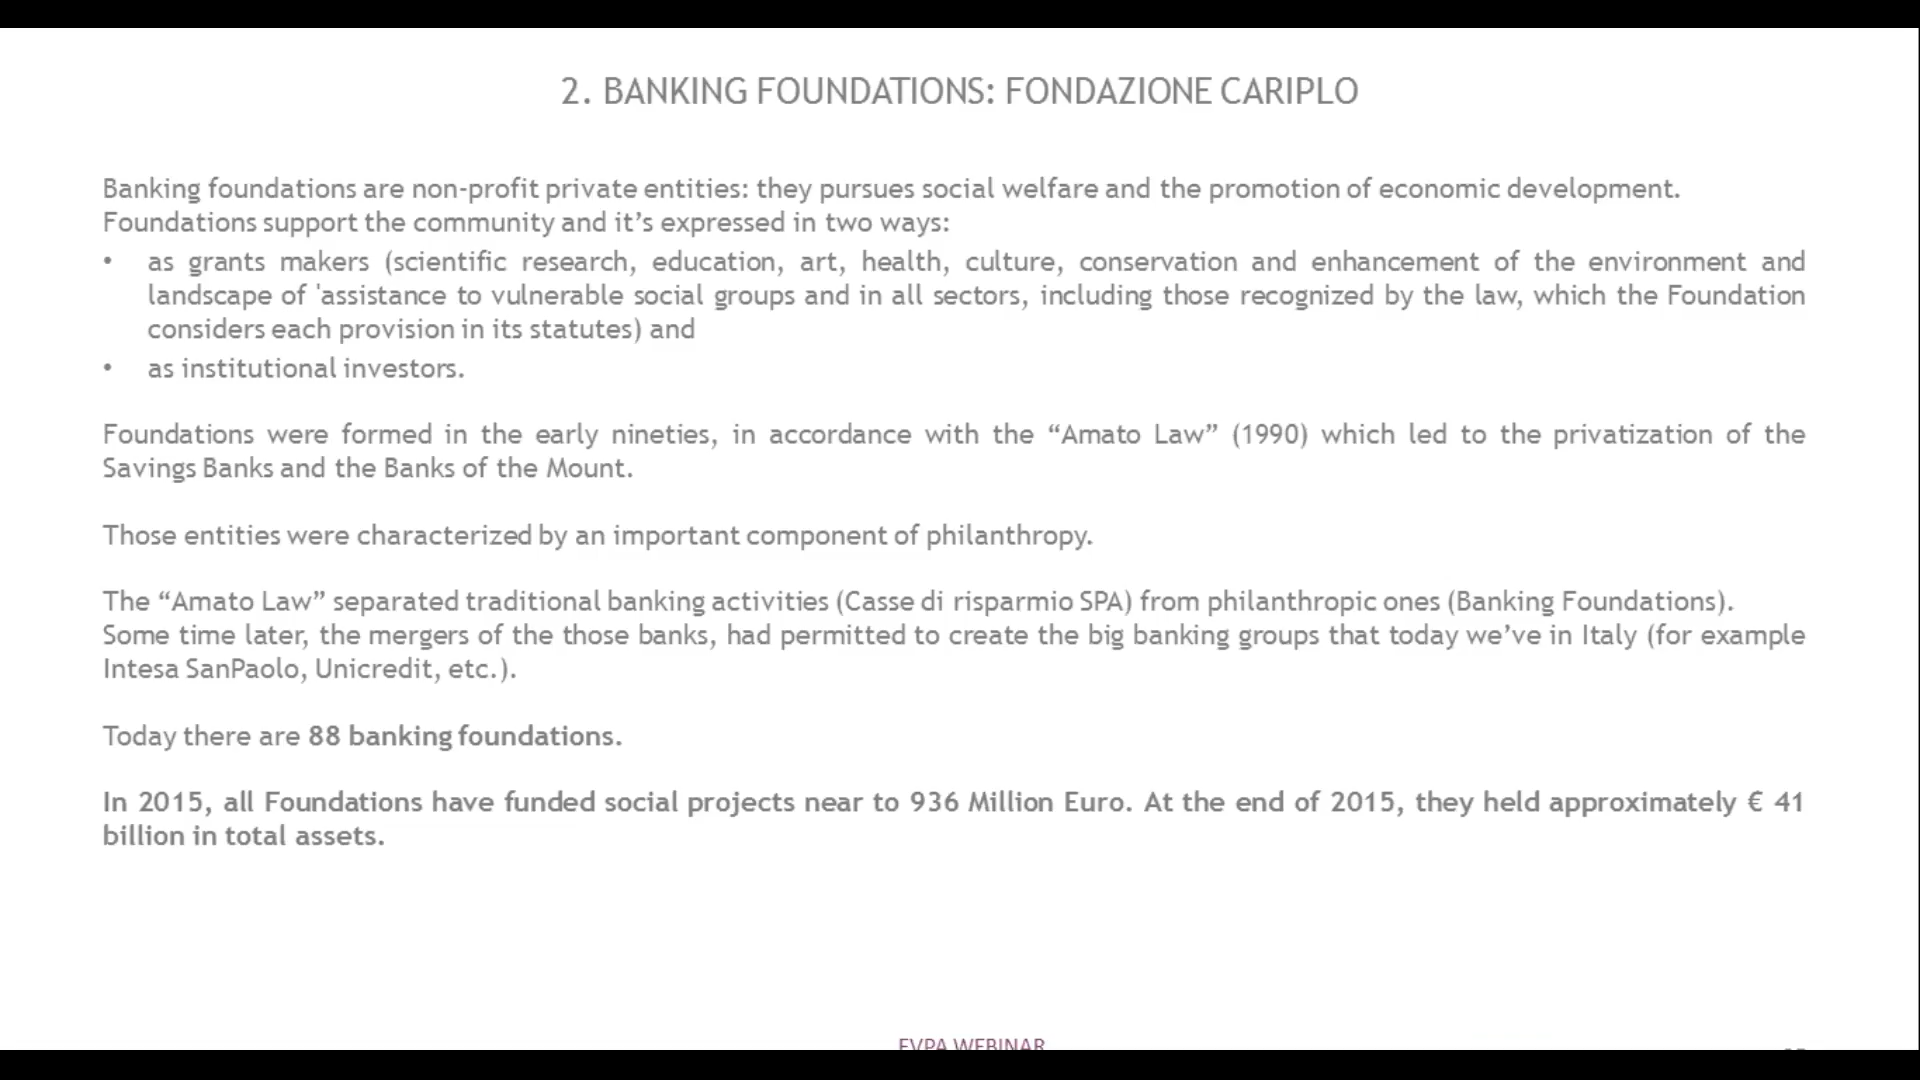 2. BANKING FOUNDATIONS: FONDAZIONE CARIPLO
Banking foundations are non-profit private entities: they pursues social welfare and the promotion of economic development.
Foundations support the community and it’s expressed in two ways:
• as grants makers (scientific research, education, art, health, culture, conservation and enhancement of the environment and
landscape of 'assistance to vulnerable social groups and in all sectors, including those recognized by the law, which the Foundation
considers each provision in its statutes) and
• as institutional investors.
Foundations were formed in the early nineties, in accordance with the “Amato Law” (1990) which led to the privatization of the
Savings Banks and the Banks of the Mount.
Those entities were characterized by an important component of philanthropy.
The “Amato Law” separated traditional banking activities (Casse di risparmio SPA) from philanthropic ones (Banking Foundations).
Some time later, the mergers of the those banks, had permitted to create the big banking groups that today we’ve in Italy (for example
Intesa SanPaolo, Unicredit, etc.).
Today there are 88 banking foundations.
In 2015, all Foundations have funded social projects near to 936 Million Euro. At the end of 2015, they held approximately € 41
billion in total assets.
EVPA WEBINAR